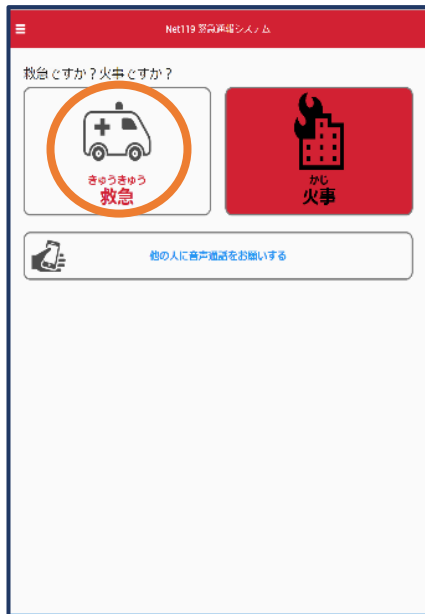 Net119 緊急通報システム
救急ですか？火事ですか？
きゅうきゅう
救急
かじ
火事
他の人に音声通話をお願いする